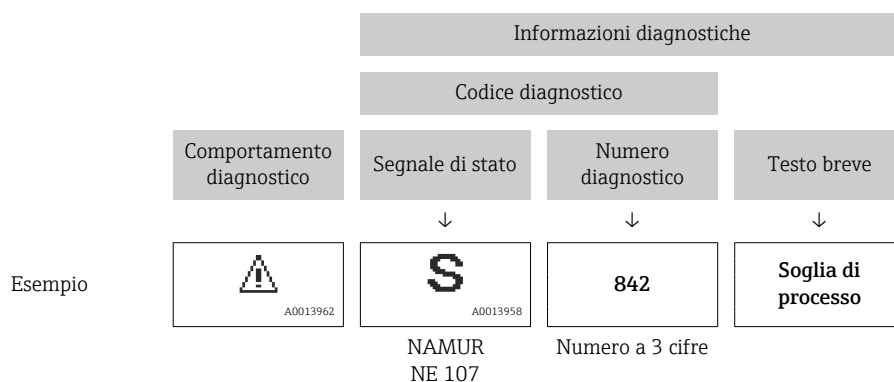 Informazioni diagnostiche
Codice diagnostico
Comportamento
diagnostico
Segnale di stato
Numero
diagnostico
Testo breve
↓ ↓ ↓
Esempio
A0013962
S
A0013958
842
Soglia di
processo
NAMUR
NE 107
Numero a 3 cifre